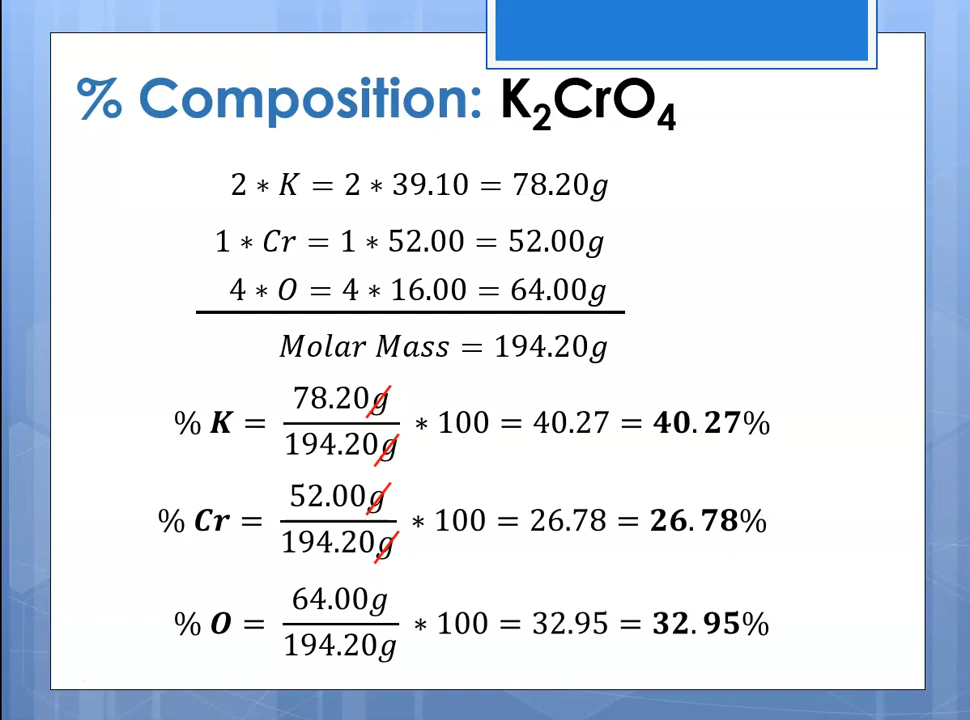 % Composition: K₂CrO₄
2 ∗ K = 2 ∗ 39.10 = 78.20g
1 ∗ Cr = 1 ∗ 52.00 = 52.00g
4 ∗ O = 4 ∗ 16.00 = 64.00g
Molar Mass = 194.20g
% K = 78.20g / 194.20g ∗ 100 = 40.27 = 40.27%
% Cr = 52.00g / 194.20g ∗ 100 = 26.78 = 26.78%
% O = 64.00g / 194.20g ∗ 100 = 32.95 = 32.95%